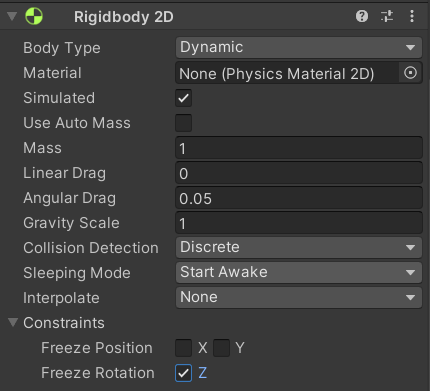 Rigidbody 2D
Body Type Dynamic
Material None (Physics Material 2D)
Simulated
Use Auto Mass
Mass 1
Linear Drag 0
Angular Drag 0.05
Gravity Scale 1
Collision Detection Discrete
Sleeping Mode Start Awake
Interpolate None
Constraints
Freeze Position X Y
Freeze Rotation Z